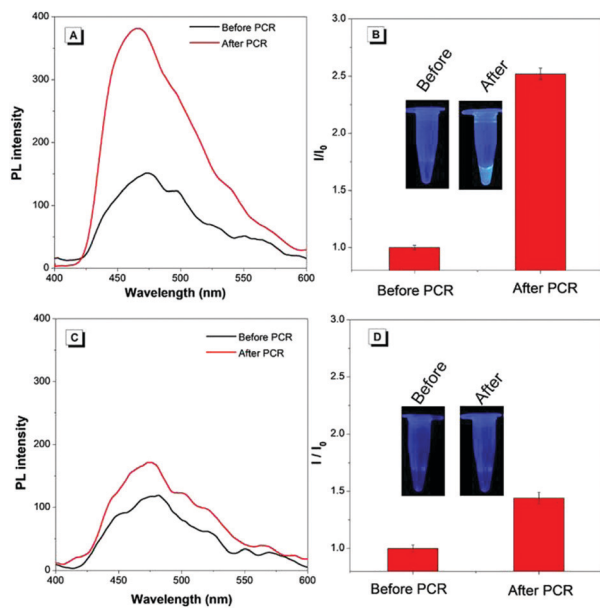 A
Before PCR
After PCR
PL intensity
400
300
200
100
0
400 450 500 550 600
Wavelength (nm)
B
Before
After
I/I0
3.0
2.5
2.0
1.5
1.0
Before PCR After PCR
C
Before PCR
After PCR
PL intensity
400
300
200
100
0
400 450 500 550 600
Wavelength (nm)
D
Before
After
I / I0
3.0
2.5
2.0
1.5
1.0
Before PCR After PCR